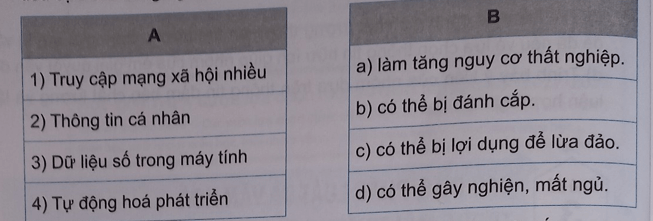 A
1) Truy cập mạng xã hội nhiều
2) Thông tin cá nhân
3) Dữ liệu số trong máy tính
4) Tự động hoá phát triển
B
a) làm tăng nguy cơ thất nghiệp.
b) có thể bị đánh cắp.
c) có thể bị lợi dụng để lừa đảo.
d) có thể gây nghiện, mất ngủ.